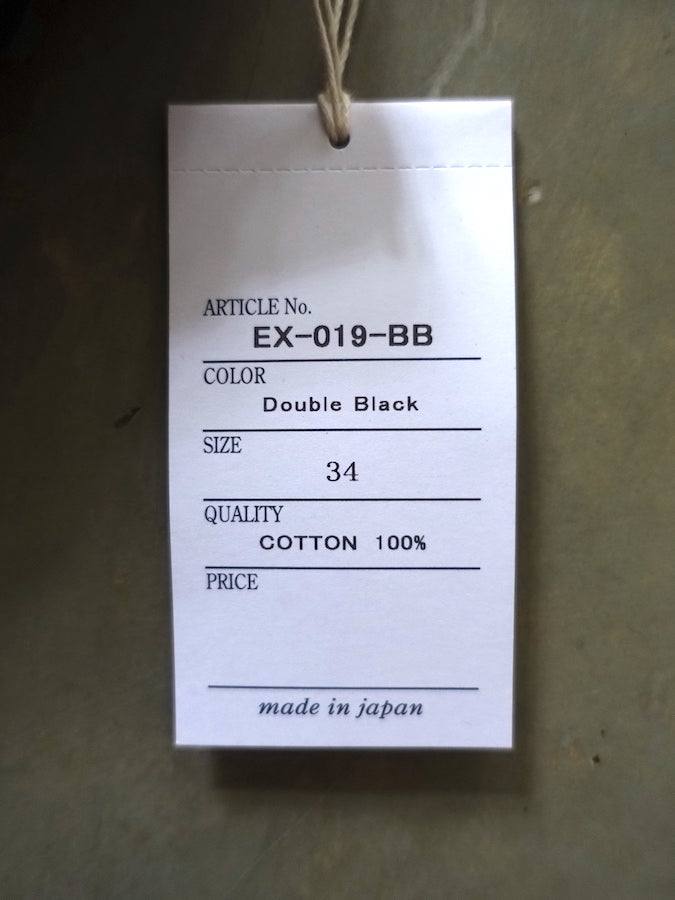 ARTICLE No.
EX-019-BB
COLOR
Double Black
SIZE
34
QUALITY
COTTON 100%
PRICE
made in japan